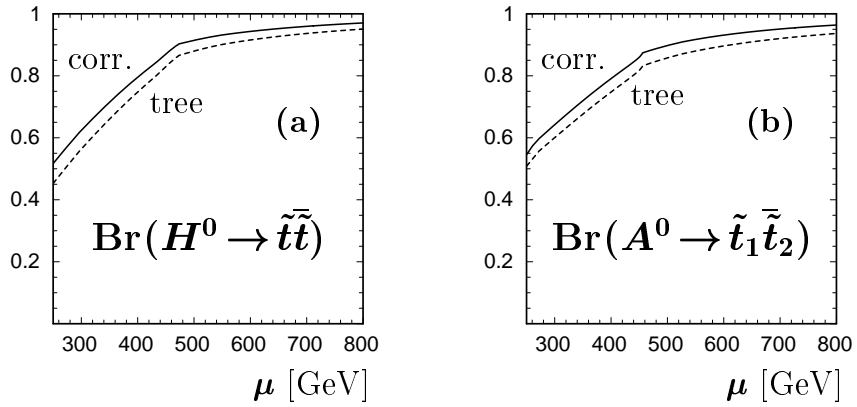 1
0.8
0.6
0.4
0.2
corr.
tree
(a)
Br(H⁰ → t̃t̃̄)
300 400 500 600 700 800
μ [GeV]
1
0.8
0.6
0.4
0.2
corr.
tree
(b)
Br(A⁰ → t̃₁t̃̄₂)
300 400 500 600 700 800
μ [GeV]